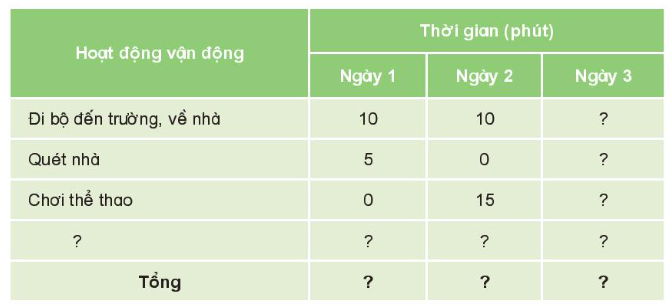 Hoạt động vận động
Thời gian (phút)
Ngày 1 Ngày 2 Ngày 3
Đi bộ đến trường, về nhà 10 10 ?
Quét nhà 5 0 ?
Chơi thể thao 0 15 ?
? ? ? ?
Tổng ? ? ?